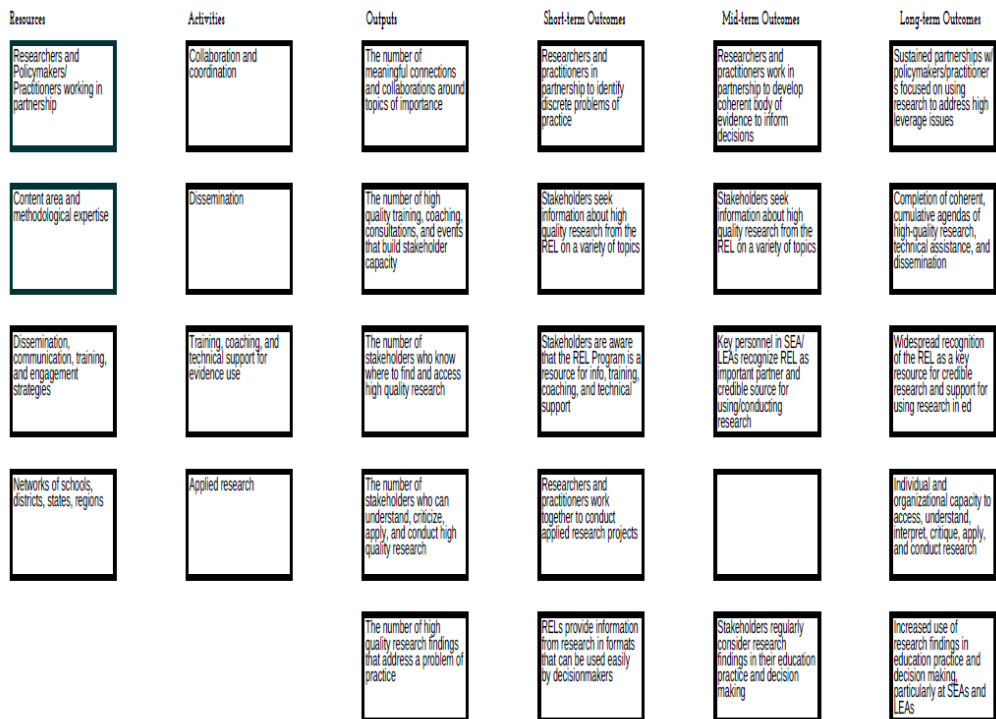 Resources
Activities
Outputs
Short-term Outcomes
Mid-term Outcomes
Long-term Outcomes
Researchers and
Policymakers/
Practitioners working in
partnership
Collaboration and
coordination
The number of
meaningful connections
and collaborations around
topics of importance
Researchers and
practitioners in
partnership to identify
discrete problems of
practice
Researchers and
practitioners work in
partnership to develop
coherent body of
evidence to inform
decisions
Sustained partnerships w/
policymakers/practitioner
s focused on using
research to address high
leverage issues
Content area and
methodological expertise
Dissemination
The number of high
quality training, coaching,
consultations, and events
that build stakeholder
capacity
Stakeholders seek
information about high
quality research from the
REL on a variety of topics
Stakeholders seek
information about high
quality research from the
REL on a variety of topics
Completion of coherent,
cumulative agendas of
high-quality research,
technical assistance, and
dissemination
Dissemination,
communication, training,
and engagement
strategies
Training, coaching, and
technical support for
evidence use
The number of
stakeholders who know
where to find and access
high quality research
Stakeholders are aware
that the REL Program is a
resource for info, training,
coaching, and technical
support
Key personnel in SEA/
LEAs recognize REL as
important partner and
credible source for
using/conducting
research
Widespread recognition
of the REL as a key
resource for credible
research and support for
using research in ed
Networks of schools,
districts, states, regions
Applied research
The number of
stakeholders who can
understand, criticize,
apply, and conduct high
quality research
Researchers and
practitioners work
together to conduct
applied research projects
Individual and
organizational capacity to
access, understand,
interpret, critique, apply,
and conduct research
The number of high
quality research findings
that address a problem of
practice
RELs provide information
from research in formats
that can be used easily
by decisionmakers
Stakeholders regularly
consider research
findings in their education
practice and decision
making
Increased use of
research findings in
education practice and
decision making,
particularly at SEAs and
LEAs